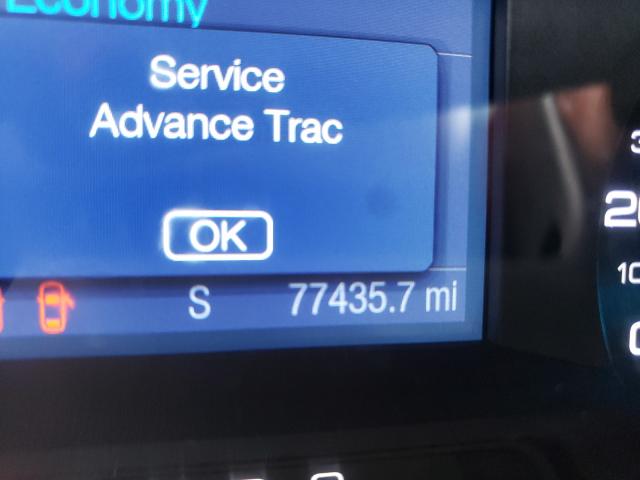 Economy
Service
Advance Trac
OK
S 77435.7 mi